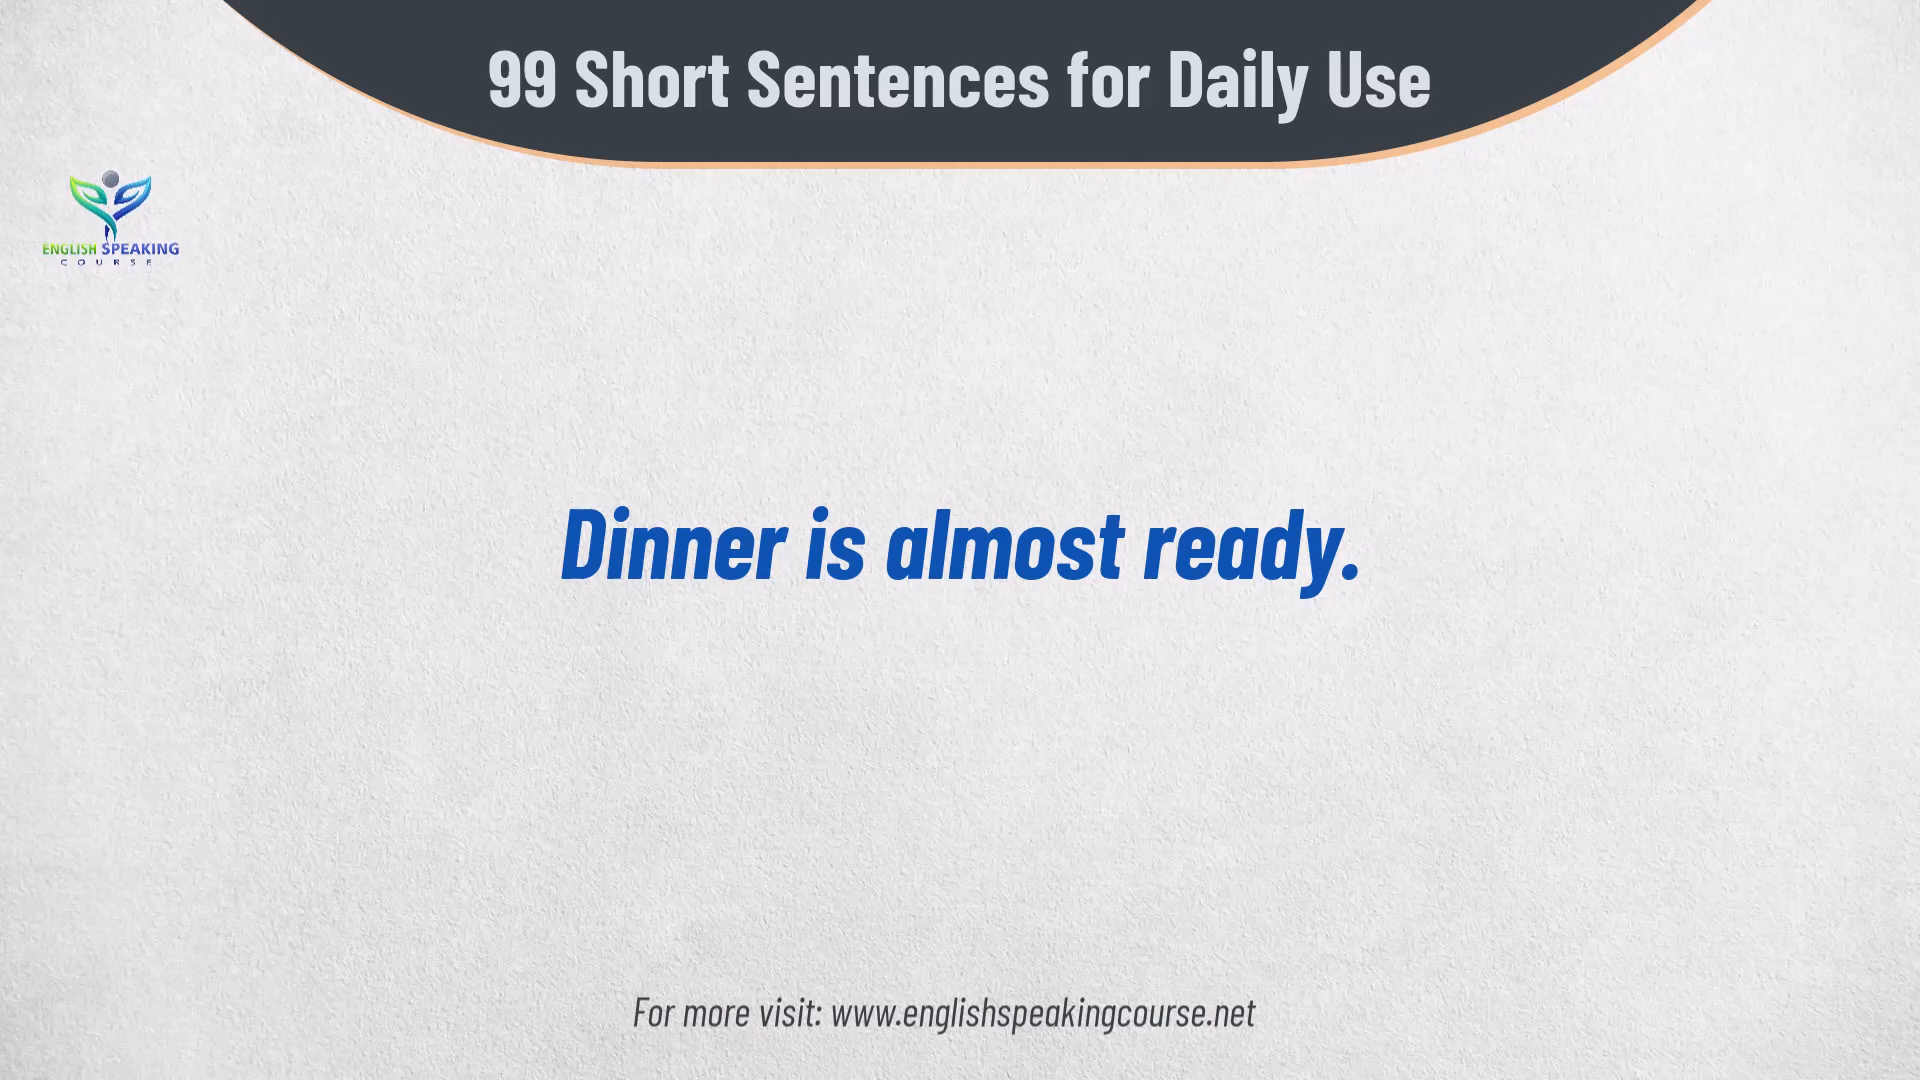 99 Short Sentences for Daily Use
ENGLISH SPEAKING
COURSE
Dinner is almost ready.
For more visit: www.englishspeakingcourse.net